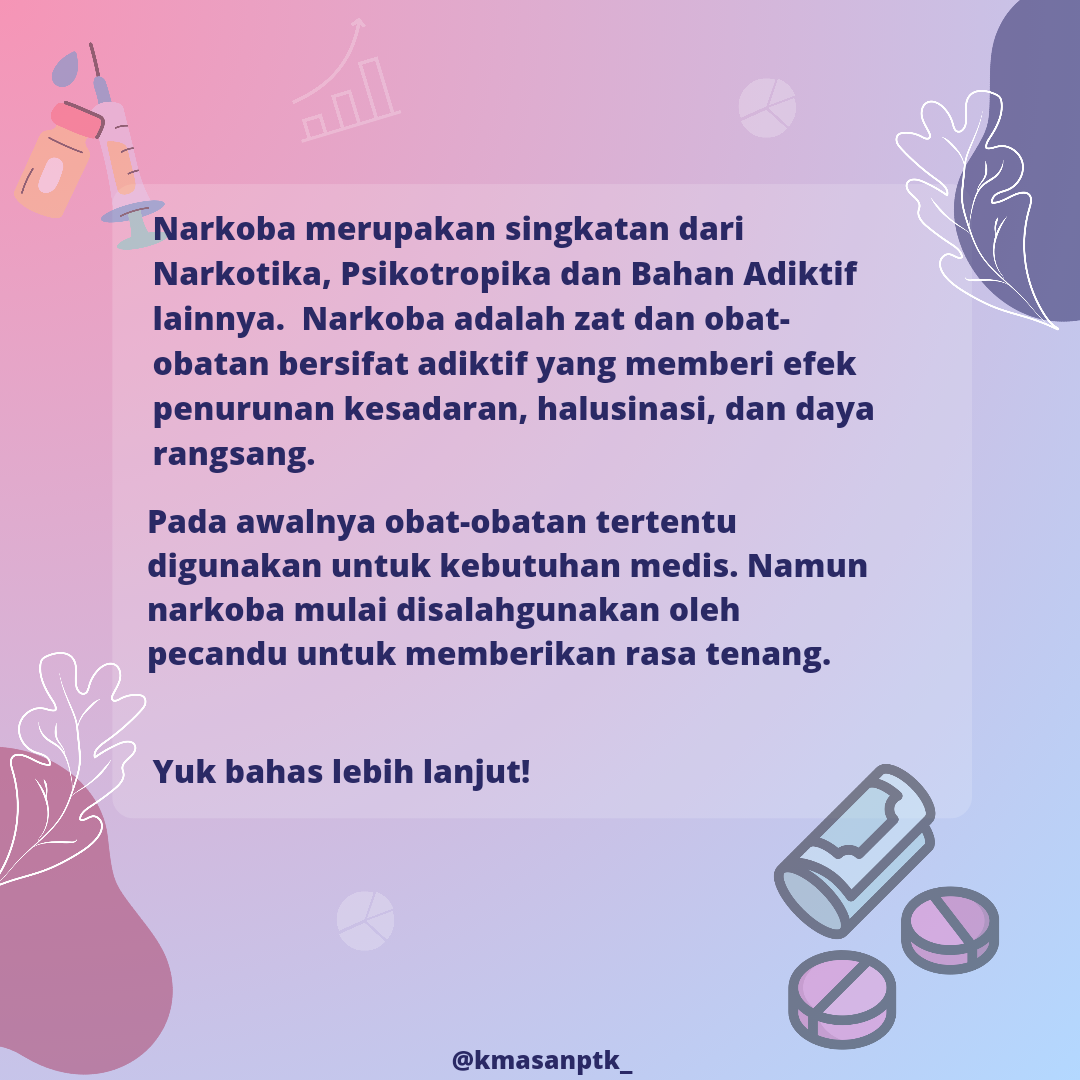 Narkoba merupakan singkatan dari
Narkotika, Psikotropika dan Bahan Adiktif
lainnya.  Narkoba adalah zat dan obat-
obatan bersifat adiktif yang memberi efek
penurunan kesadaran, halusinasi, dan daya
rangsang.
Pada awalnya obat-obatan tertentu
digunakan untuk kebutuhan medis. Namun
narkoba mulai disalahgunakan oleh
pecandu untuk memberikan rasa tenang.
Yuk bahas lebih lanjut!
@kmasanptk_